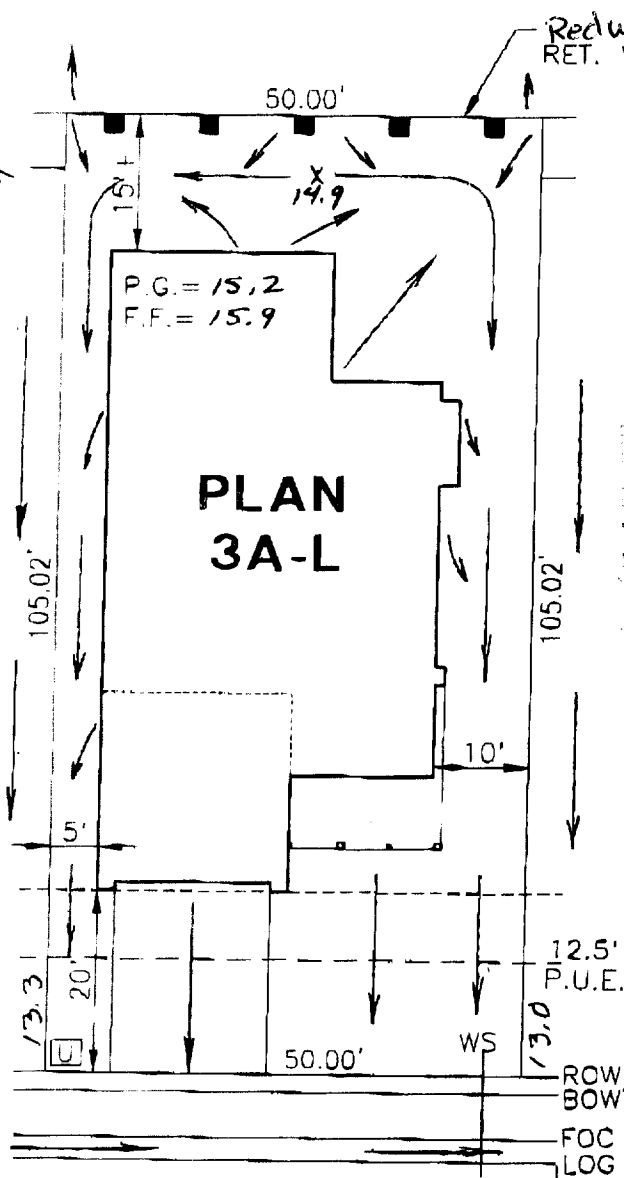 RET.
50.00'
15' +
X
14.9
P.G. = 15.2
F.F. = 15.9
PLAN
3A-L
105.02'
105.02'
10'
5'
12.5'
P.U.E.
13.3
20'
13.0
U
WS
50.00'
ROW
BOW
FOC
LOG